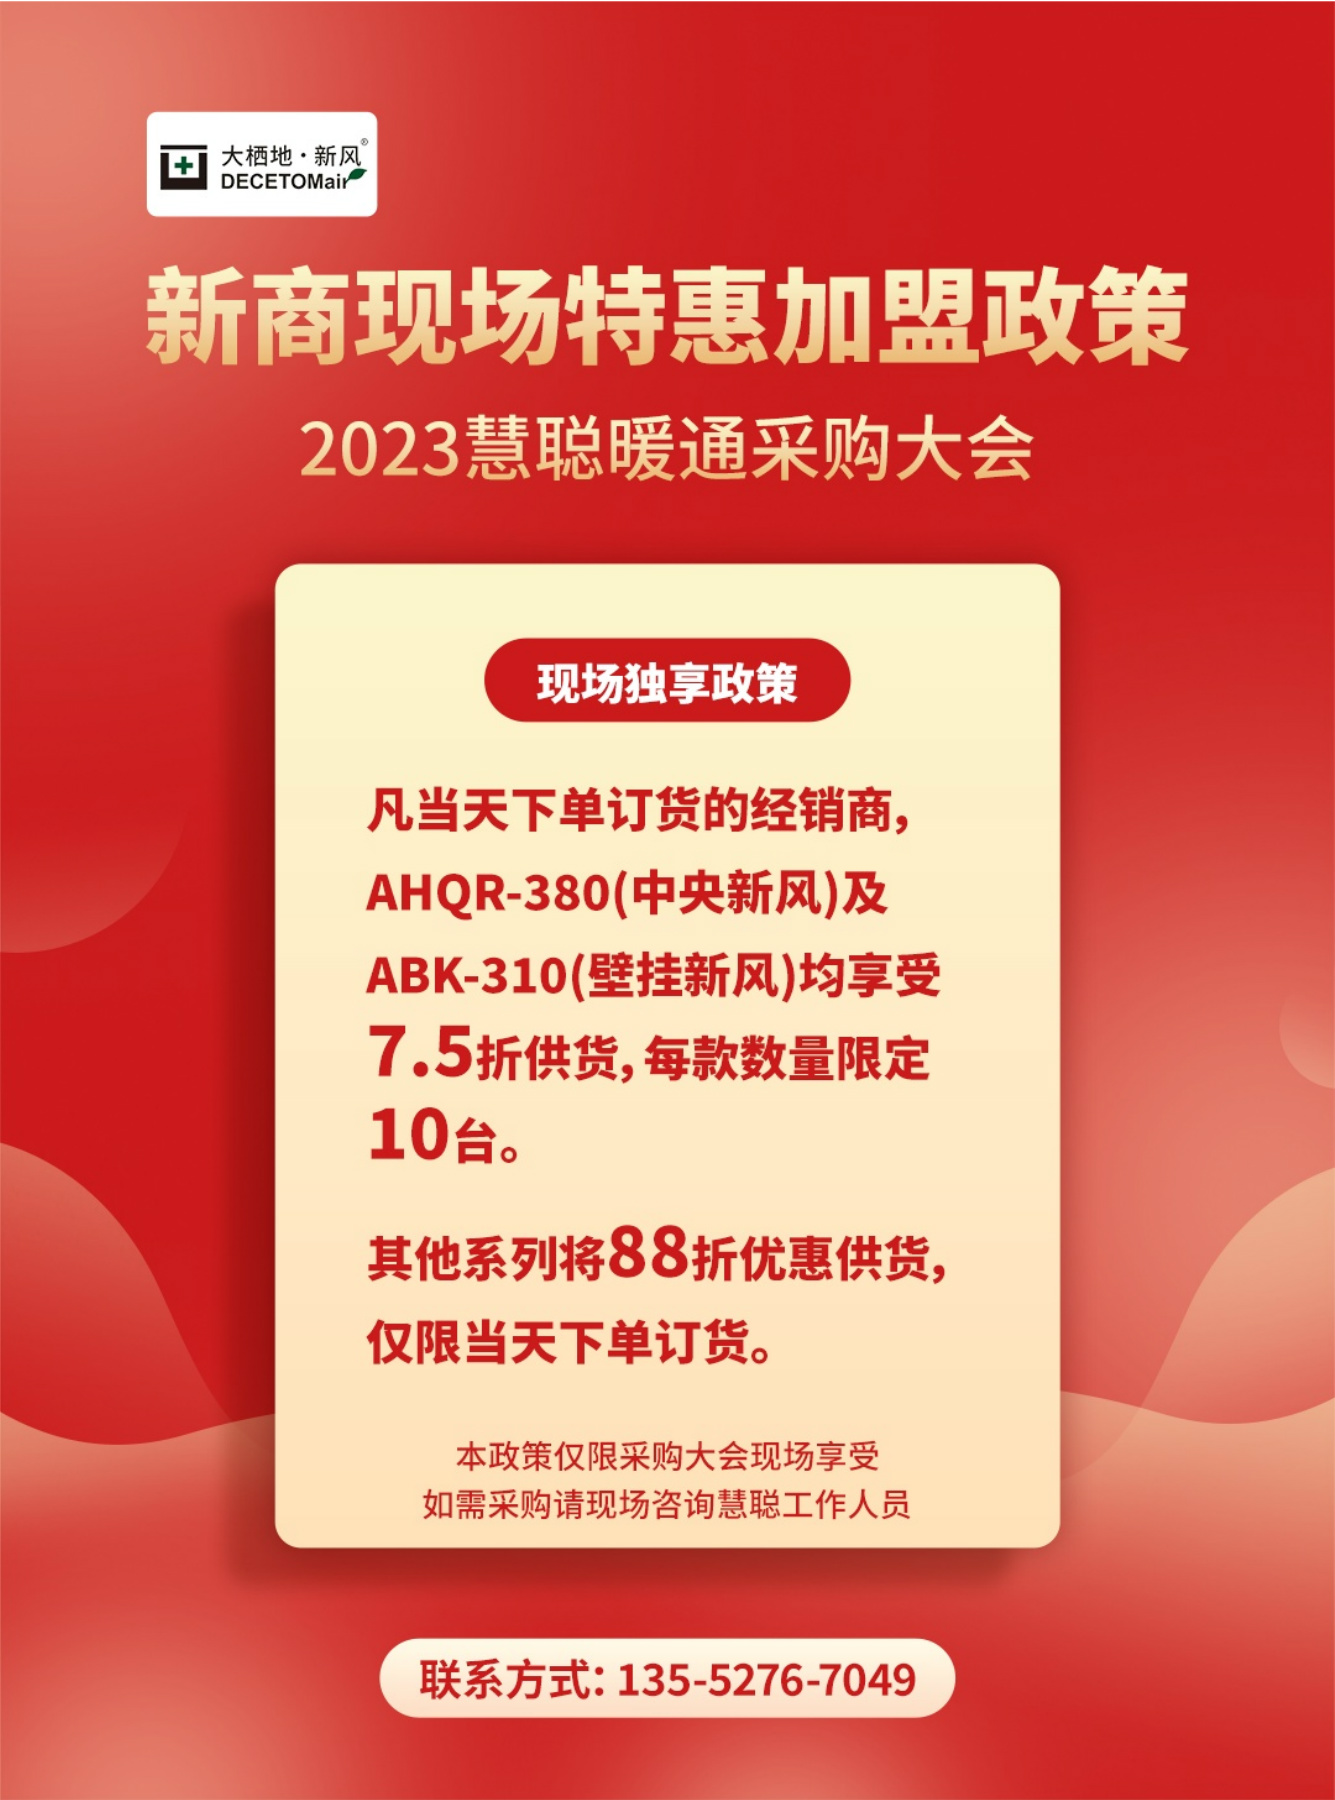 大栖地·新风®
DECETOMair
新商现场特惠加盟政策
2023慧聪暖通采购大会
现场独享政策
凡当天下单订货的经销商,
AHQR-380(中央新风)及
ABK-310(壁挂新风)均享受
7.5折供货, 每款数量限定
10台。
其他系列将88折优惠供货,
仅限当天下单订货。
本政策仅限采购大会现场享受
如需采购请现场咨询慧聪工作人员
联系方式: 135-5276-7049